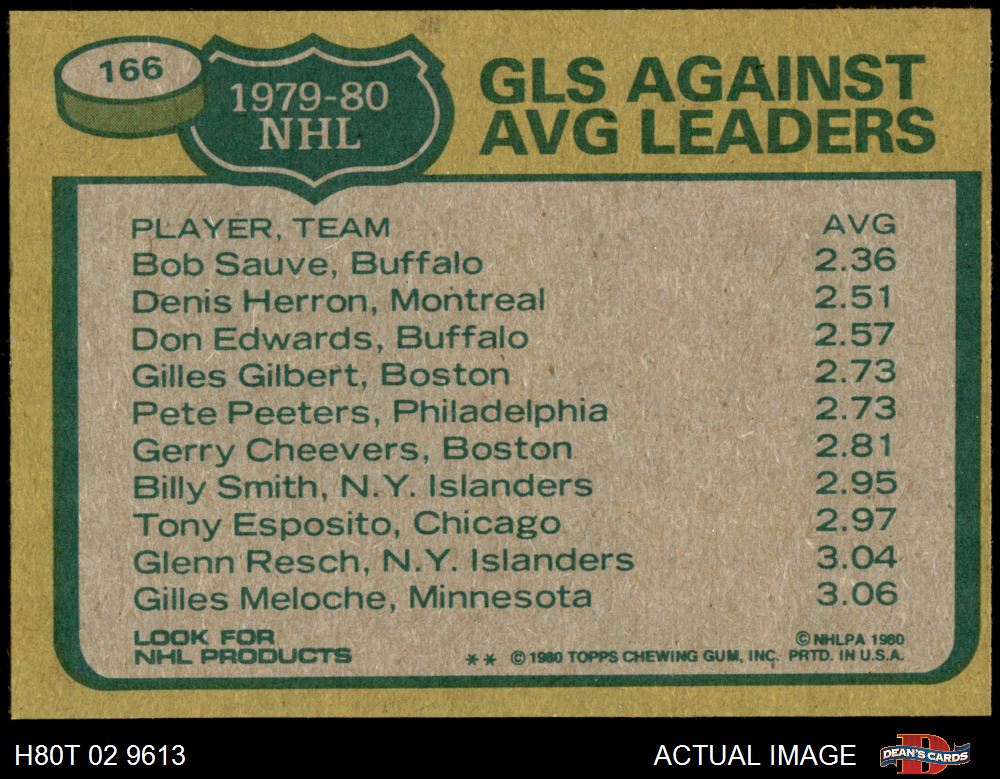 166
1979-80
NHL
GLS AGAINST
AVG LEADERS
PLAYER, TEAM AVG
Bob Sauve, Buffalo 2.36
Denis Herron, Montreal 2.51
Don Edwards, Buffalo 2.57
Gilles Gilbert, Boston 2.73
Pete Peeters, Philadelphia 2.73
Gerry Cheevers, Boston 2.81
Billy Smith, N.Y. Islanders 2.95
Tony Esposito, Chicago 2.97
Glenn Resch, N.Y. Islanders 3.04
Gilles Meloche, Minnesota 3.06
LOOK FOR
NHL PRODUCTS
© NHLPA 1980
** © 1980 TOPPS CHEWING GUM, INC. PRTD. IN U.S.A.
H80T 02 9613
ACTUAL IMAGE
D
DEAN'S CARDS